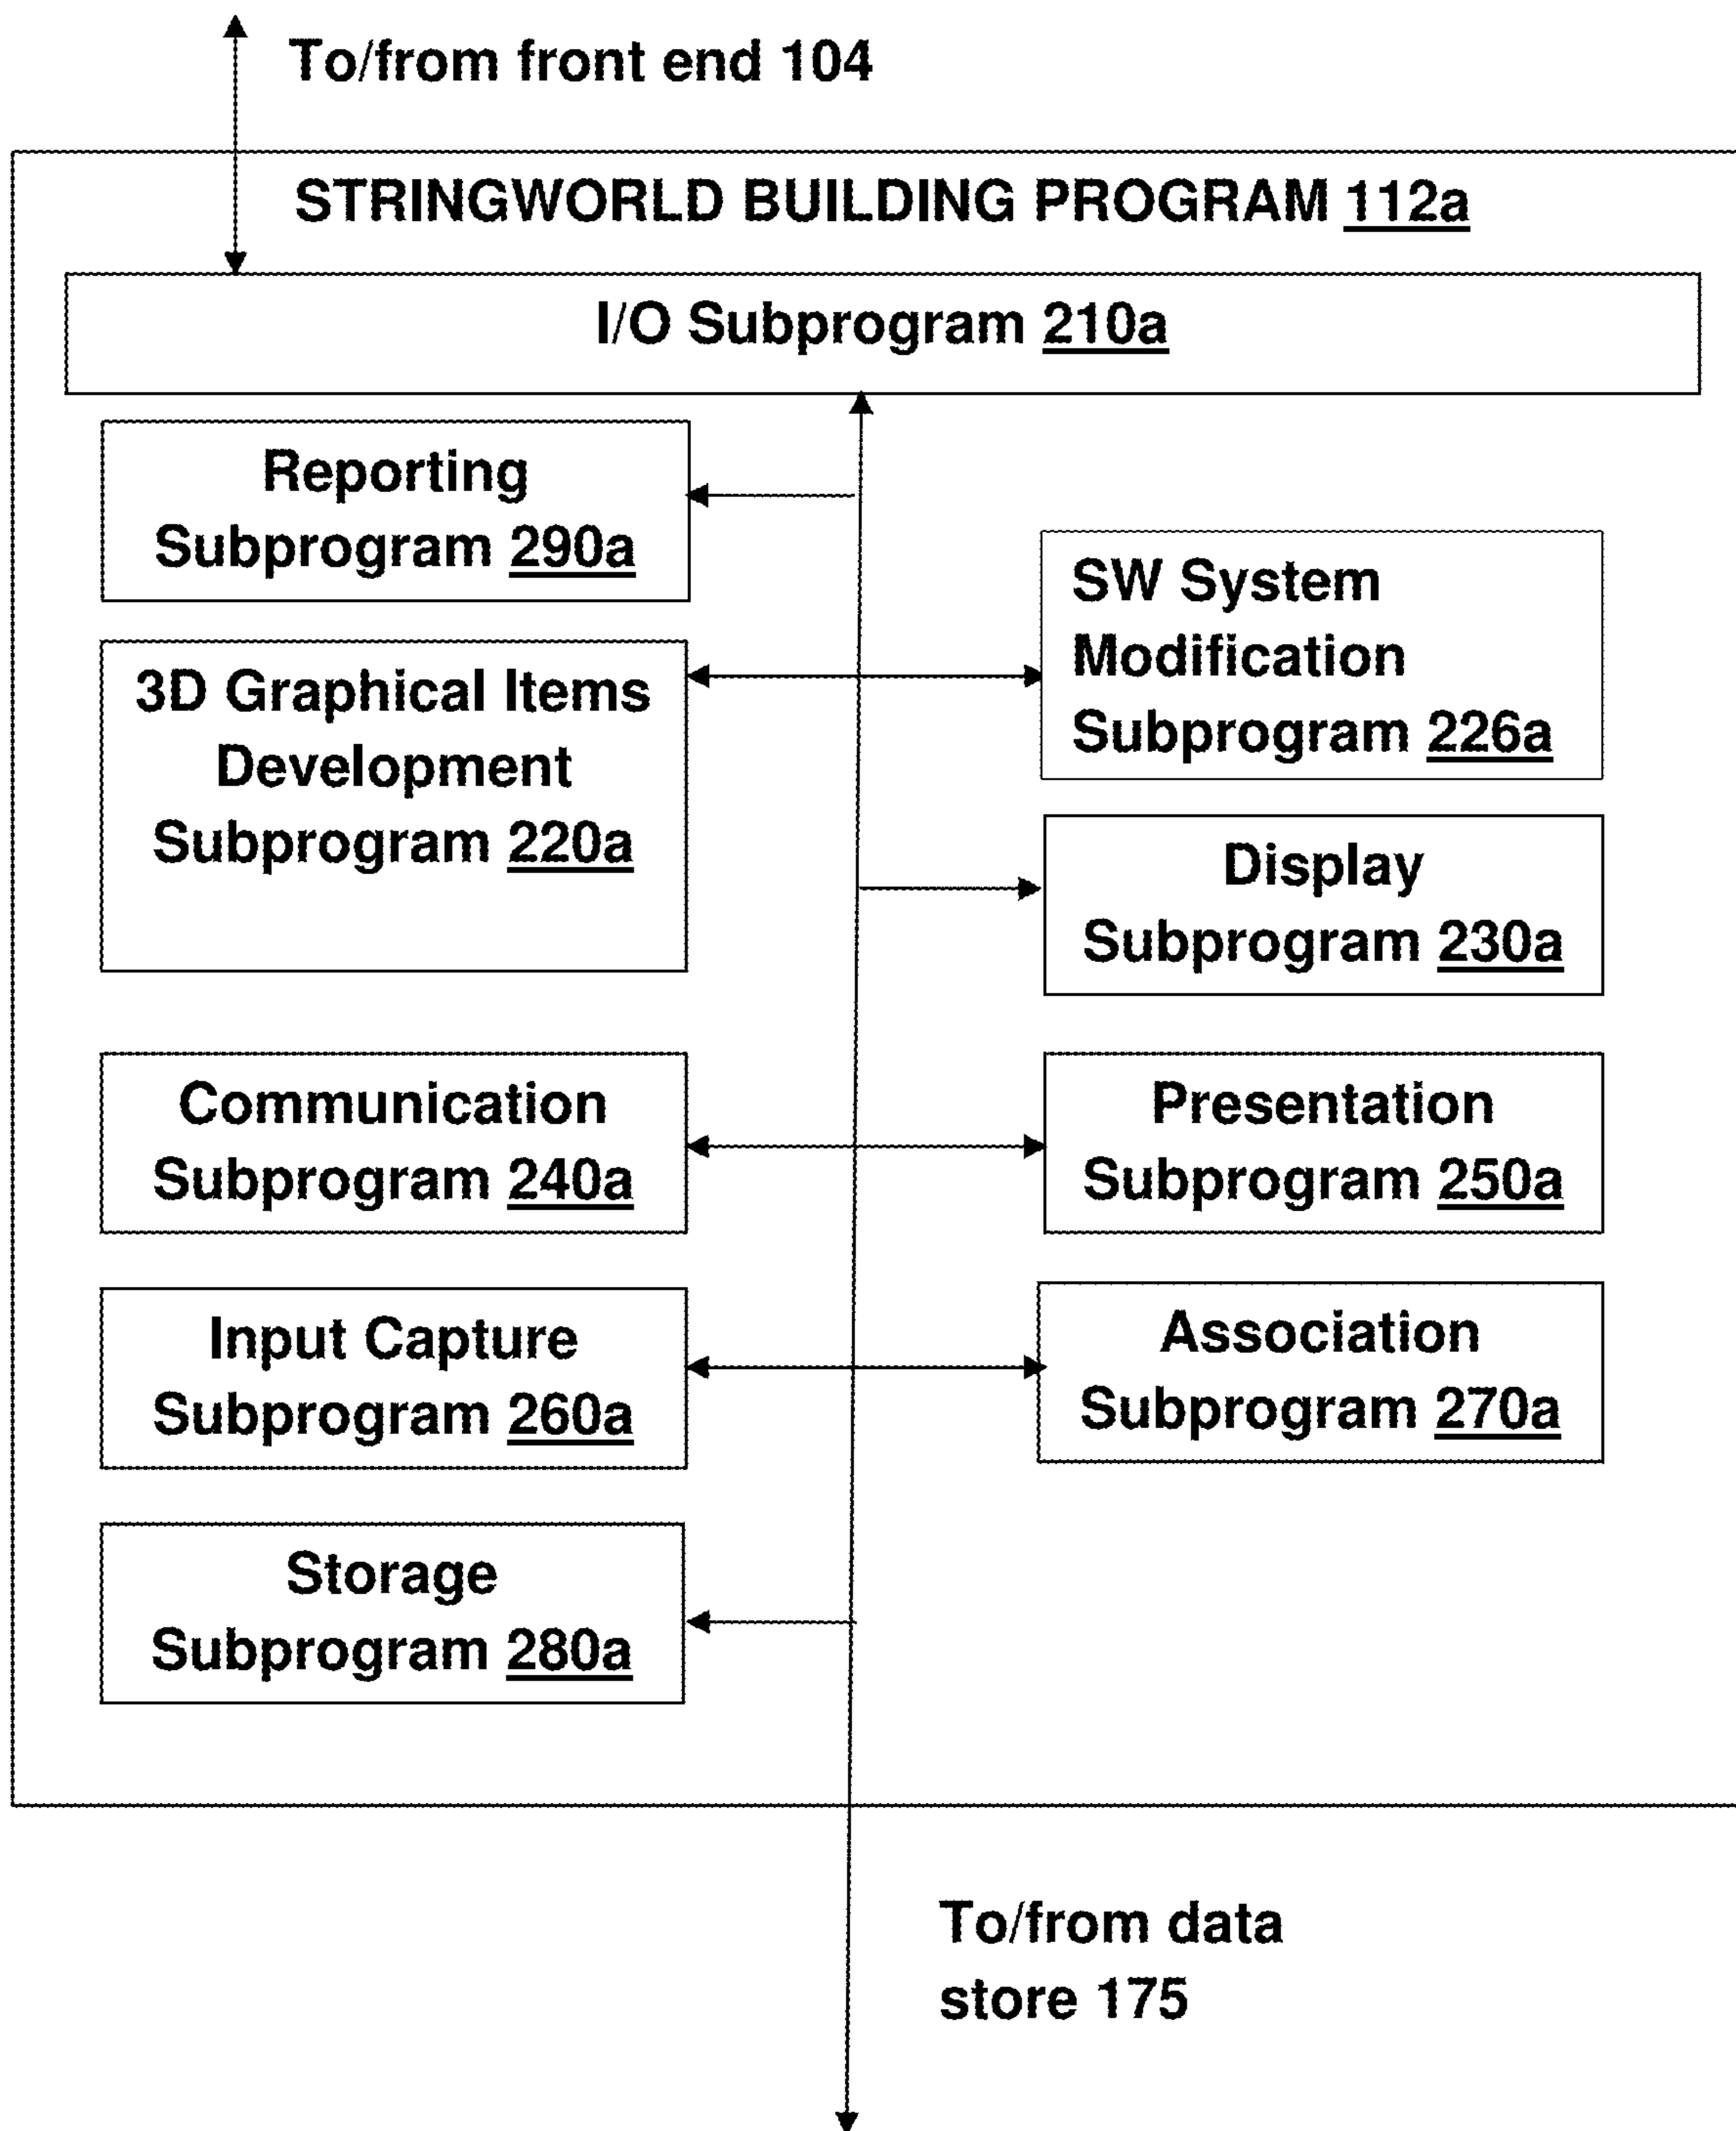 To/from front end 104
STRINGWORLD BUILDING PROGRAM 112a
I/O Subprogram 210a
Reporting
Subprogram 290a
SW System
Modification
Subprogram 226a
3D Graphical Items
Development
Subprogram 220a
Display
Subprogram 230a
Communication
Subprogram 240a
Presentation
Subprogram 250a
Input Capture
Subprogram 260a
Association
Subprogram 270a
Storage
Subprogram 280a
To/from data
store 175